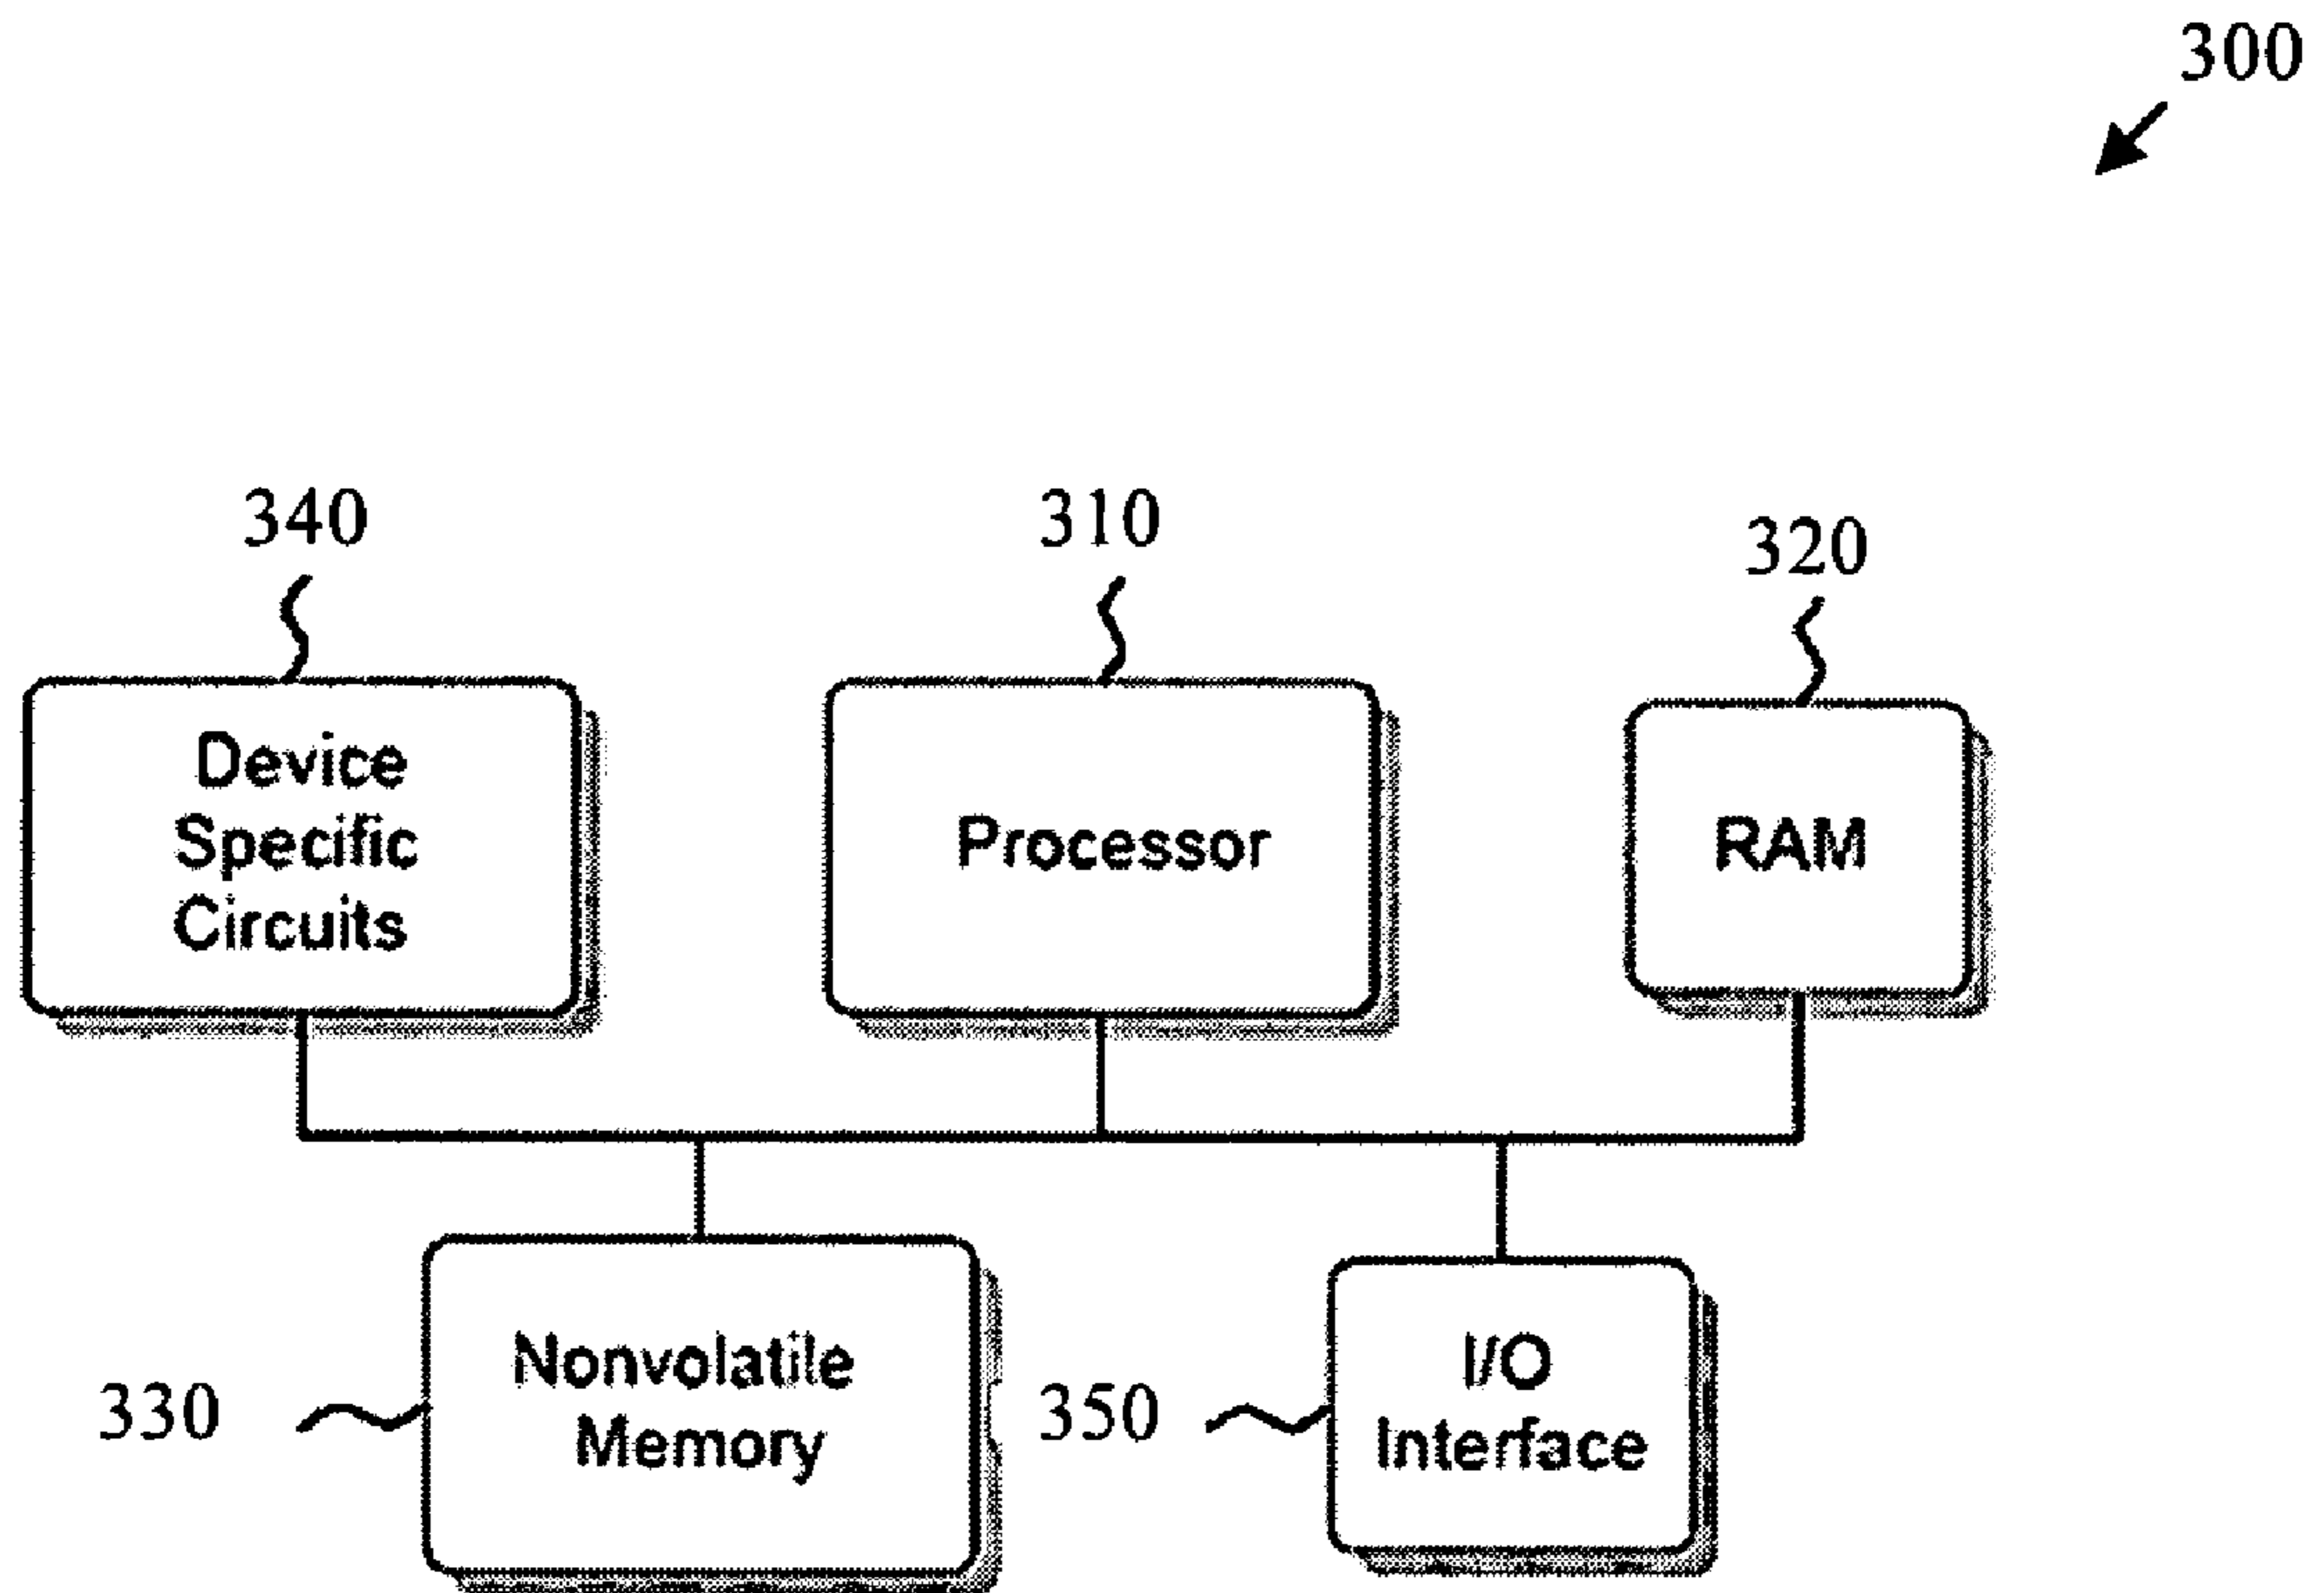 300
340
310
320
Device
Specific
Circuits
Processor
RAM
330
Nonvolatile
Memory
350
I/O
Interface